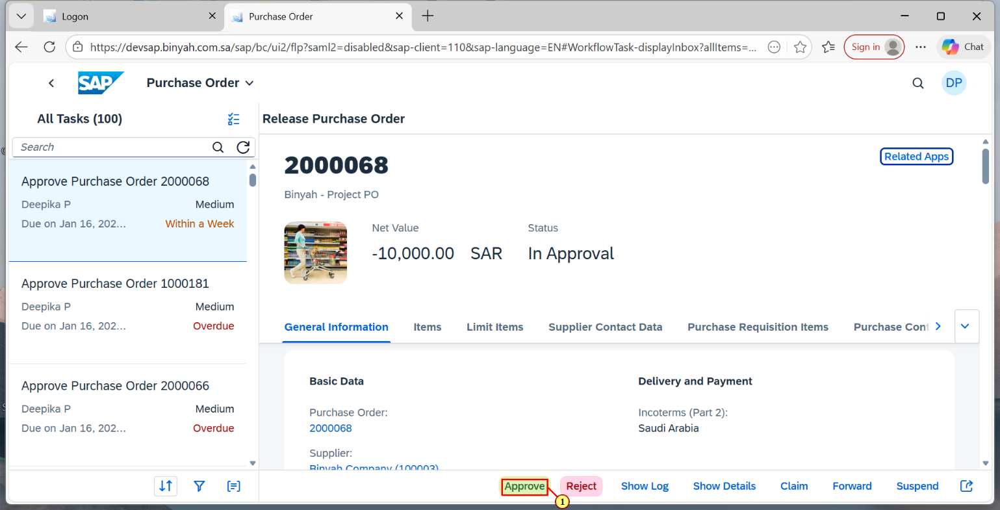 Logon
Purchase Order
https://devsap.binyah.com.sa/sap/bc/ui2/flp?saml2=disabled&sap-client=110&sap-language=EN#WorkflowTask-displayInbox?allItems=...
Sign in
Chat
SAP
Purchase Order
DP
All Tasks (100)
Release Purchase Order
Search
Approve Purchase Order 2000068
Deepika P
Medium
Due on Jan 16, 202...
Within a Week
Approve Purchase Order 1000181
Deepika P
Medium
Due on Jan 16, 202...
Overdue
Approve Purchase Order 2000066
Deepika P
Medium
Due on Jan 16, 202...
Overdue
2000068
Related Apps
Binyah - Project PO
Net Value
Status
-10,000.00 SAR
In Approval
General Information
Items
Limit Items
Supplier Contact Data
Purchase Requisition Items
Purchase Cont
Basic Data
Delivery and Payment
Purchase Order:
2000068
Incoterms (Part 2):
Saudi Arabia
Supplier:
Binyah Company (100003)
Approve
Reject
Show Log
Show Details
Claim
Forward
Suspend
1